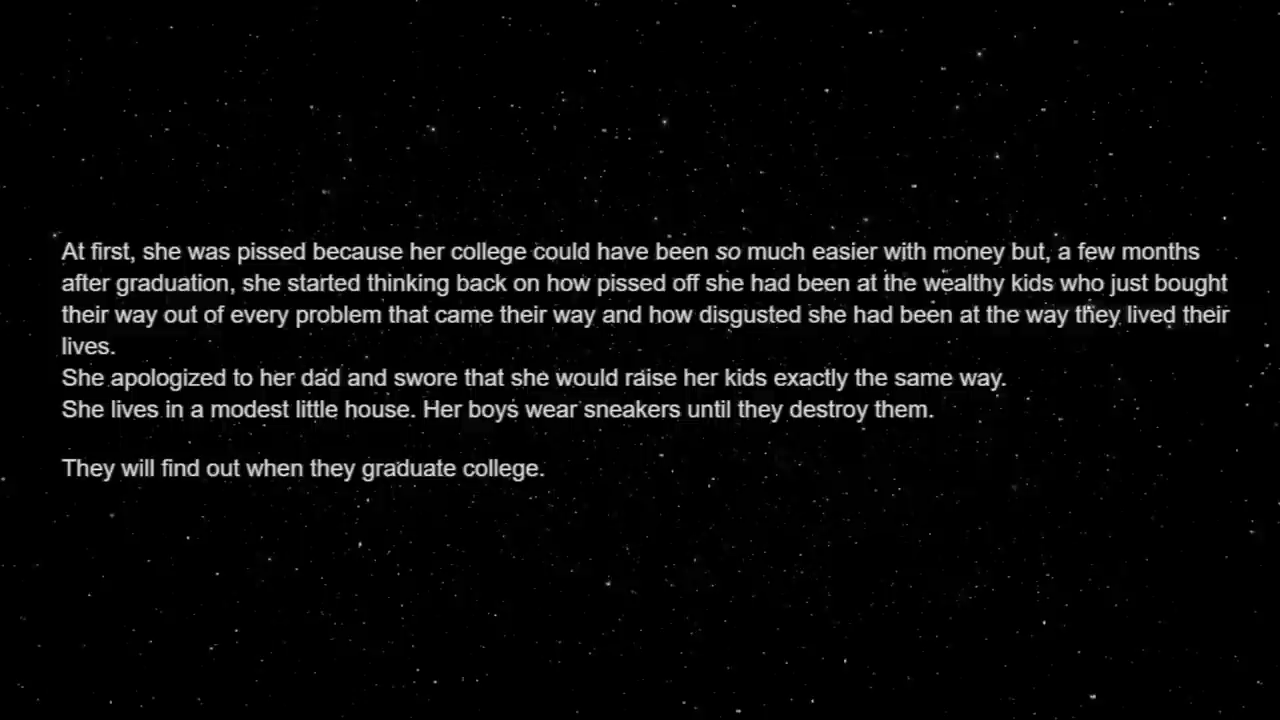 At first, she was pissed because her college could have been so much easier with money but, a few months
after graduation, she started thinking back on how pissed off she had been at the wealthy kids who just bought
their way out of every problem that came their way and how disgusted she had been at the way they lived their
lives.
She apologized to her dad and swore that she would raise her kids exactly the same way.
She lives in a modest little house. Her boys wear sneakers until they destroy them.
They will find out when they graduate college.